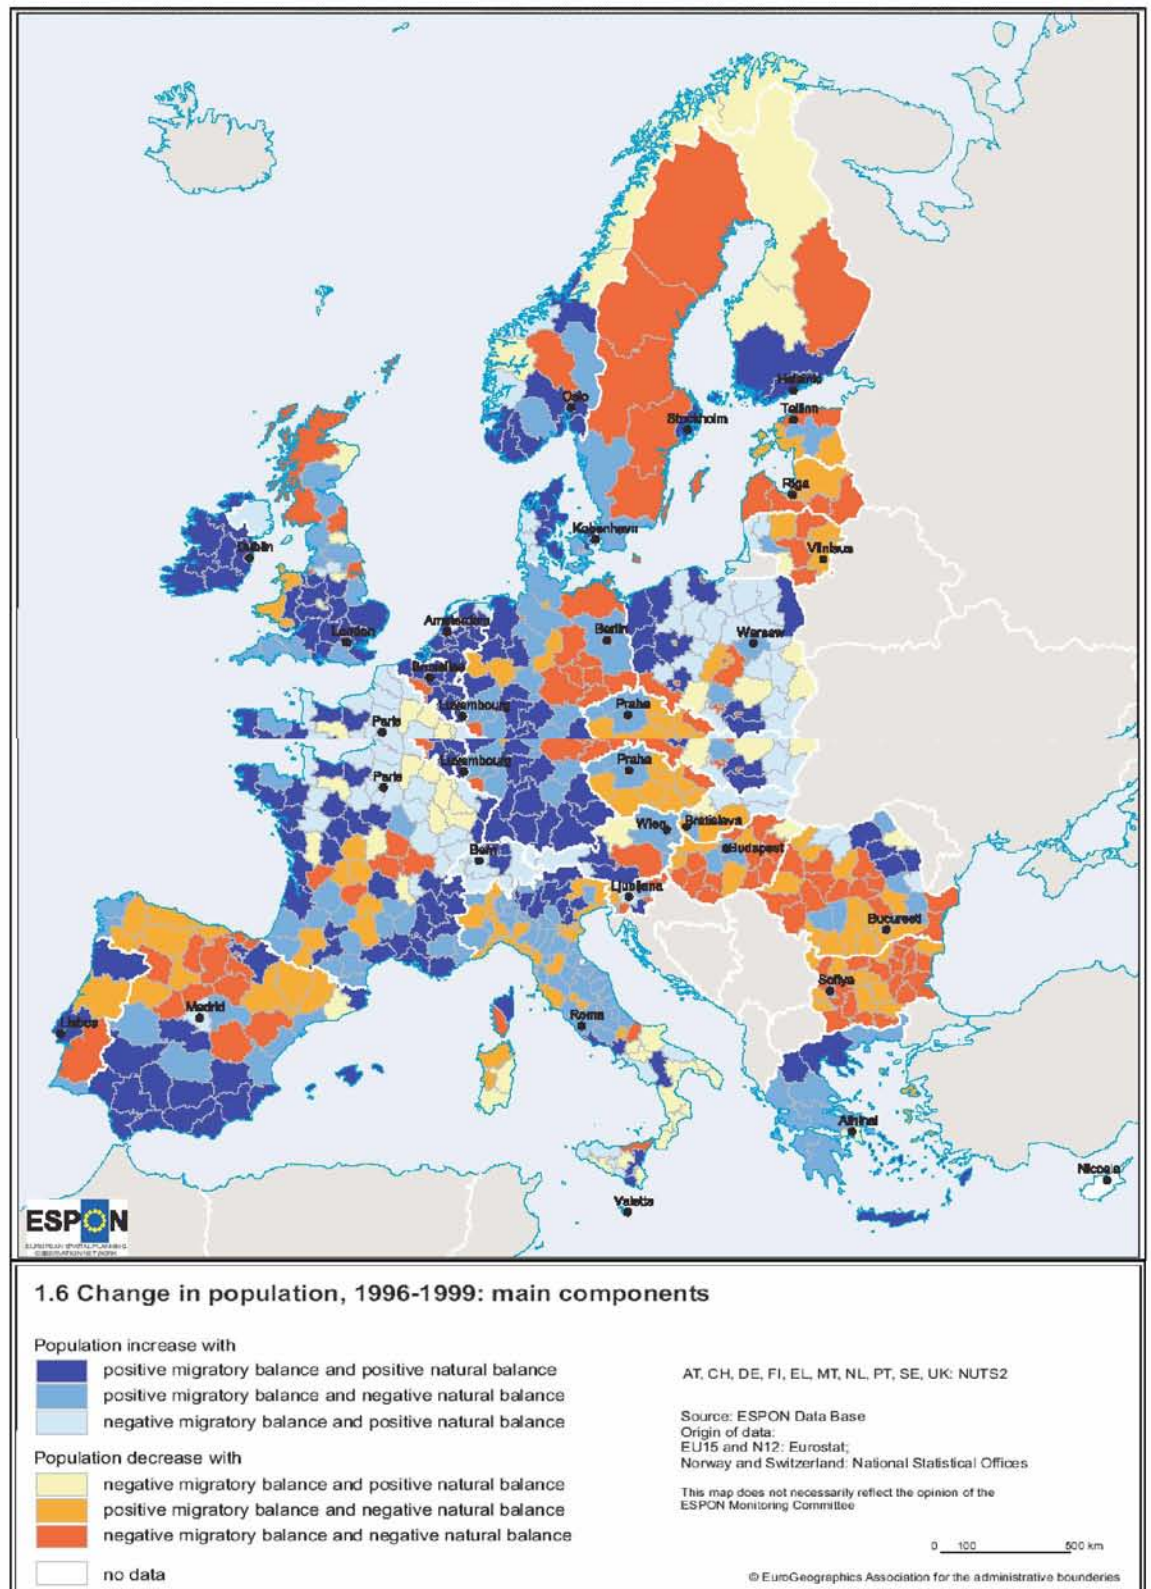 Helsinki
Oslo
Tallinn
Stockholm
Riga
København
Dublin
Vilnius
Amsterdam
Berlin
London
Warsaw
Bruxelles
Luxembourg
Praha
Paris
Luxembourg
Praha
Paris
Wien
Bratislava
Bern
Budapest
Ljubljana
Bucuresti
Sofiya
Madrid
Roma
Lisboa
Athinai
Nicosia
Valetta
ESPON
EUROPEAN SPATIAL PLANNING
OBSERVATION NETWORK
1.6 Change in population, 1996-1999: main components
Population increase with
positive migratory balance and positive natural balance
positive migratory balance and negative natural balance
negative migratory balance and positive natural balance
Population decrease with
negative migratory balance and positive natural balance
positive migratory balance and negative natural balance
negative migratory balance and negative natural balance
no data
AT, CH, DE, FI, EL, MT, NL, PT, SE, UK: NUTS2
Source: ESPON Data Base
Origin of data:
EU15 and N12: Eurostat;
Norway and Switzerland: National Statistical Offices
This map does not necessarily reflect the opinion of the
ESPON Monitoring Committee
0 100 500 km
© EuroGeographics Association for the administrative bounderies